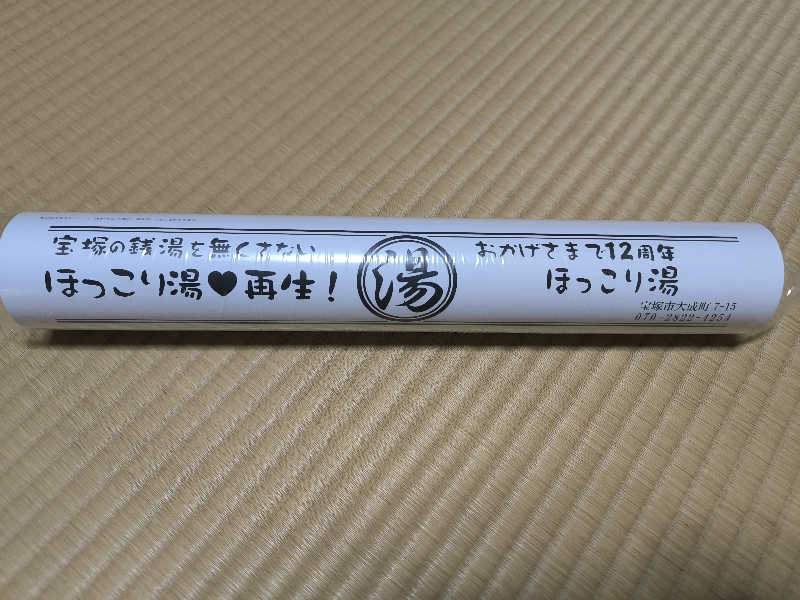 宝塚の銭湯を無くさない
ほっこり湯♥再生！
湯
おかげさまで12周年
ほっこり湯
宝塚市大成町 7-15
070-2822-4254